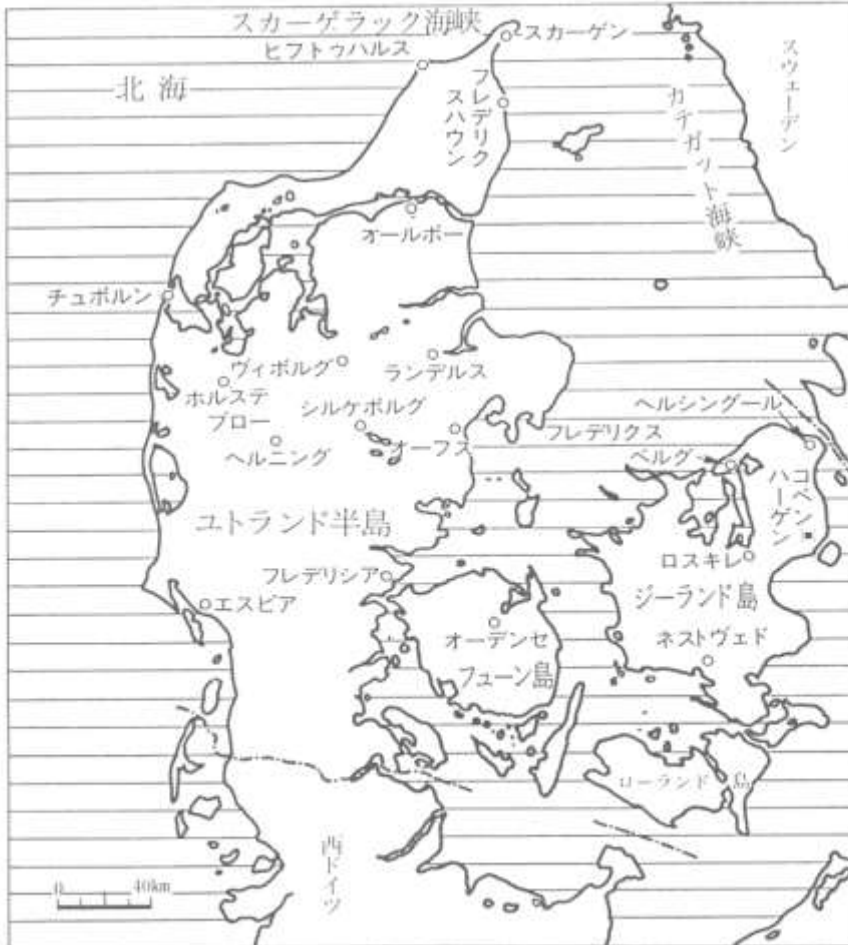 スカーゲラック海峡
スカーゲン
ヒフトゥハルス
北海
フレデリク
スハウン
カテガット海峡
スウェーデン
オールボー
チュボルン
ヴィボルグ
ランデルス
ホルステ
ブロー
シルケボルグ
オーフス
ヘルニング
ヘルシングール
フレデリクス
ベルグ
コペン
ハーゲン
ユトランド半島
ロスキレ
フレデリシア
ジーランド島
エスビア
オーデンセ
ネストヴェド
フューン島
ローランド島
西ドイツ
0 40km